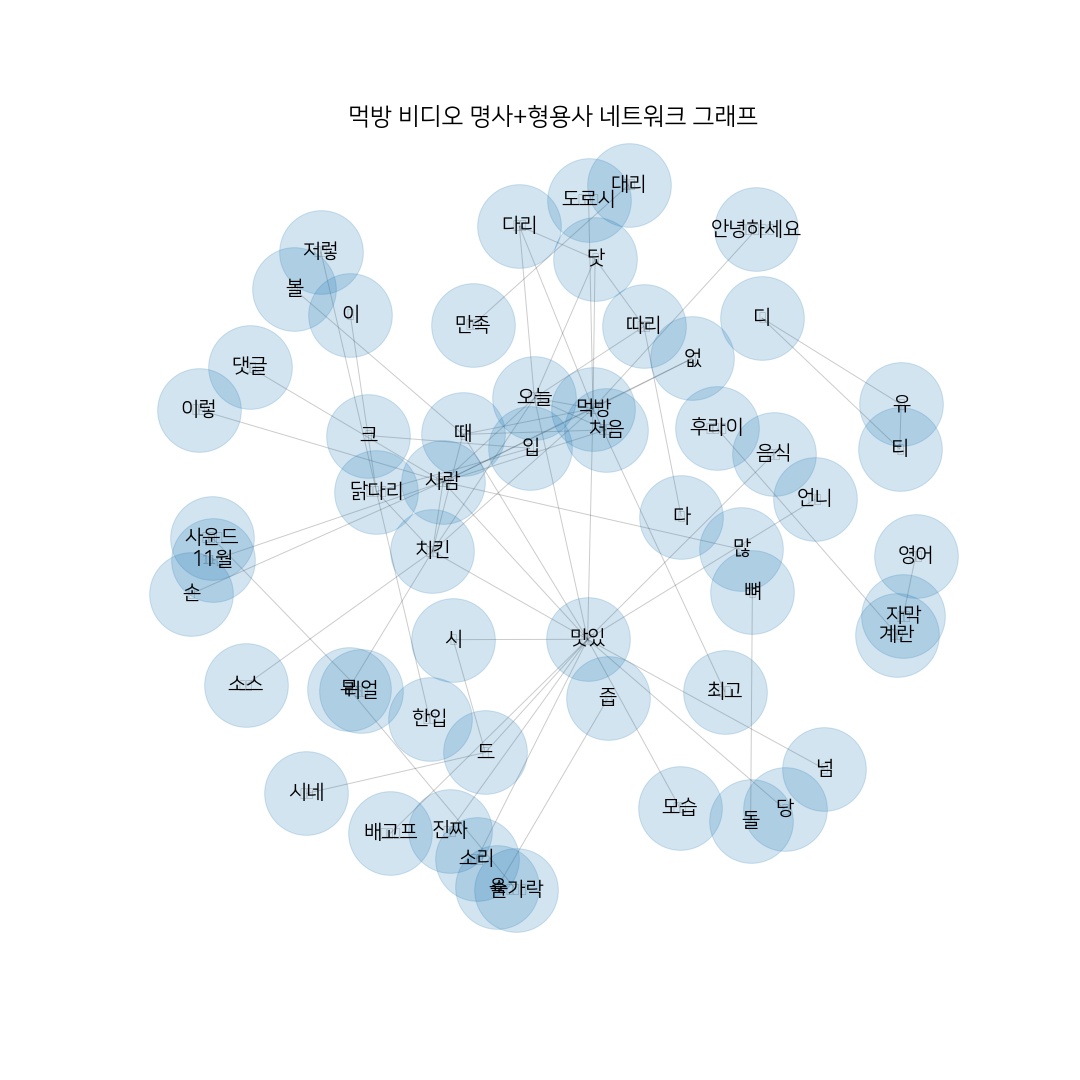 먹방 비디오 명사+형용사 네트워크 그래프
대리
도로시
다리
안녕하세요
저렇
닷
볼
이
디
만족
따리
없
댓글
오늘
유
이렇
먹방
후라이
처음
크
때
입
티
음식
사람
닭다리
언니
다
사운드
치킨
많
11월
영어
손
뼈
자막
계란
시
맛있
소스
리얼
최고
즙
한입
드
넘
시네
모습
당
돌
배고프
진짜
소리